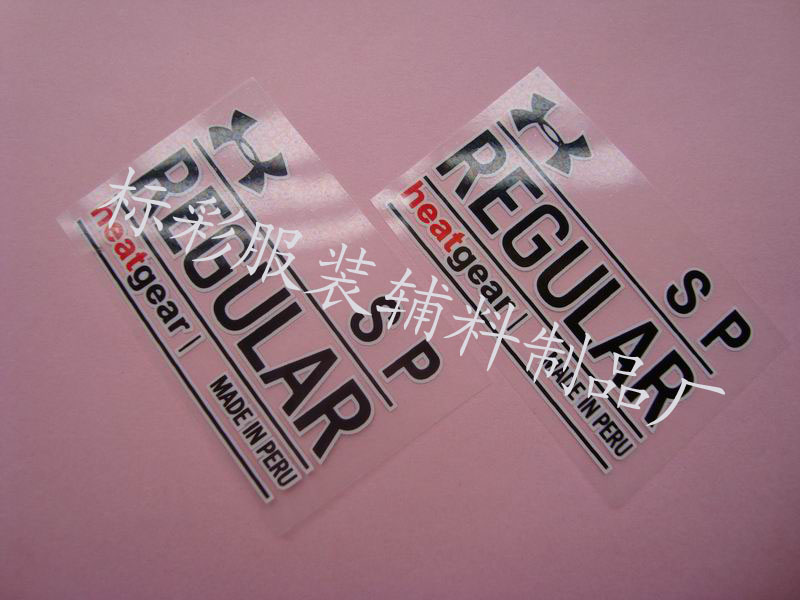 S P
REGULAR
heatgear
MADE IN PERU
S P
REGULAR
heatgear
MADE IN PERU
标彩服装辅料制品厂